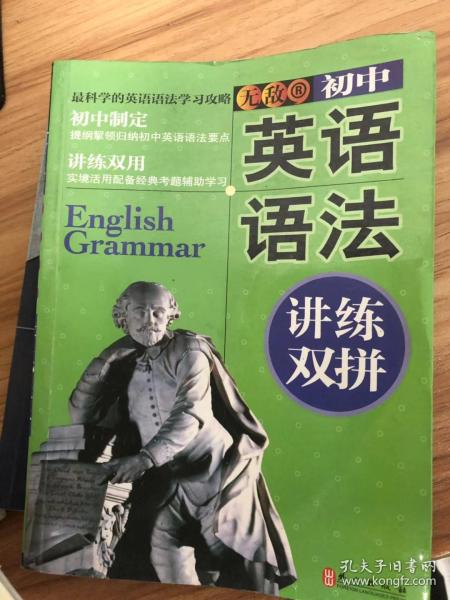 最科学的英语语法学习攻略
无敌®初中
初中制定
提纲挈领归纳初中英语语法要点
讲练双用
实境活用配备经典考题辅助学习
英语
语法
English
Grammar
讲练
双拼
孔夫子旧书网